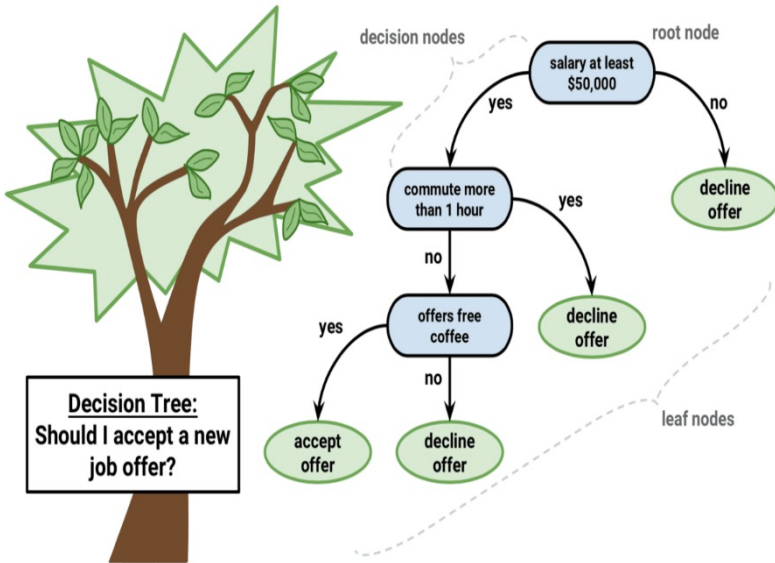 decision nodes
root node
salary at least
$50,000
yes
no
commute more
than 1 hour
yes
decline
offer
no
offers free
coffee
decline
offer
yes
no
Decision Tree:
Should I accept a new
job offer?
accept
offer
decline
offer
leaf nodes